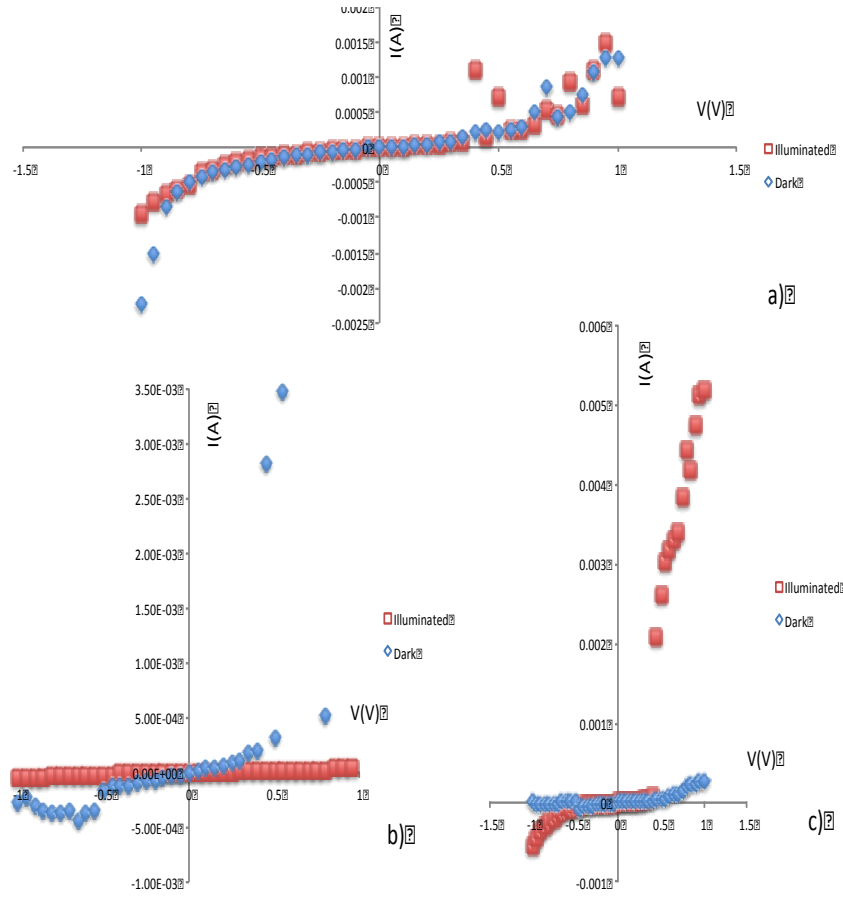 0.002⍰
I(A)⍰
0.0015⍰
0.001⍰
0.0005⍰
V(V)⍰
0⍰
-1.5⍰ -1⍰ -0.5⍰ 0⍰ 0.5⍰ 1⍰ 1.5⍰
Illuminated⍰
Dark⍰
-0.0005⍰
-0.001⍰
-0.0015⍰
-0.002⍰
-0.0025⍰
a)⍰
3.50E-03⍰
I(A)⍰
3.00E-03⍰
2.50E-03⍰
2.00E-03⍰
1.50E-03⍰
1.00E-03⍰
5.00E-04⍰
0.00E+00⍰
-5.00E-04⍰
-1.00E-03⍰
Illuminated⍰
Dark⍰
V(V)⍰
-1⍰ -0.5⍰ 0⍰ 0.5⍰ 1⍰
b)⍰
0.006⍰
I(A)⍰
0.005⍰
0.004⍰
0.003⍰
0.002⍰
0.001⍰
0⍰
-0.001⍰
Illuminated⍰
Dark⍰
V(V)⍰
-1.5⍰ -1⍰ -0.5⍰ 0⍰ 0.5⍰ 1⍰ 1.5⍰
c)⍰